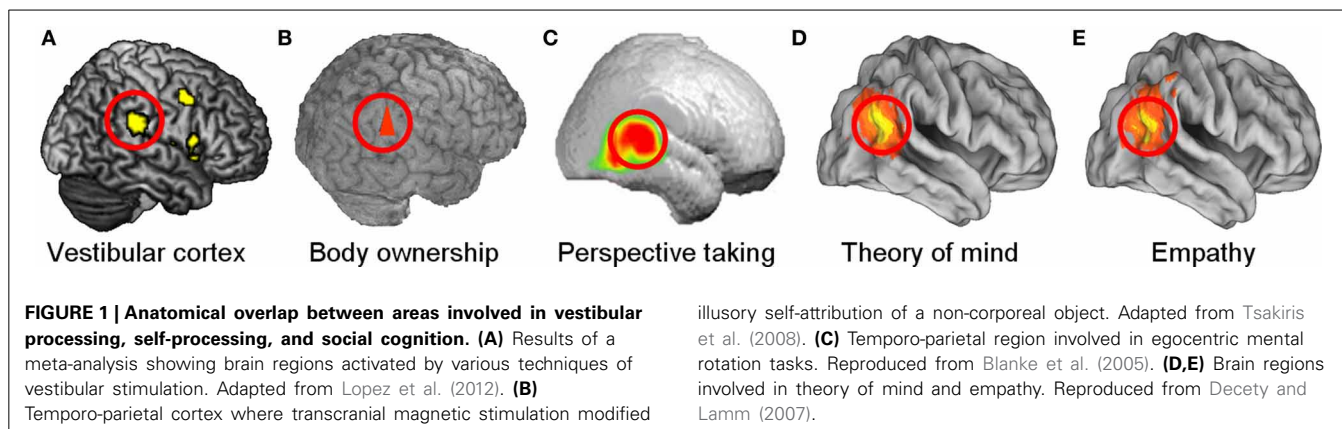 A B C D E
Vestibular cortex Body ownership Perspective taking Theory of mind Empathy
FIGURE 1 | Anatomical overlap between areas involved in vestibular
processing, self-processing, and social cognition. (A) Results of a
meta-analysis showing brain regions activated by various techniques of
vestibular stimulation. Adapted from Lopez et al. (2012). (B)
Temporo-parietal cortex where transcranial magnetic stimulation modified
illusory self-attribution of a non-corporeal object. Adapted from Tsakiris
et al. (2008). (C) Temporo-parietal region involved in egocentric mental
rotation tasks. Reproduced from Blanke et al. (2005). (D,E) Brain regions
involved in theory of mind and empathy. Reproduced from Decety and
Lamm (2007).